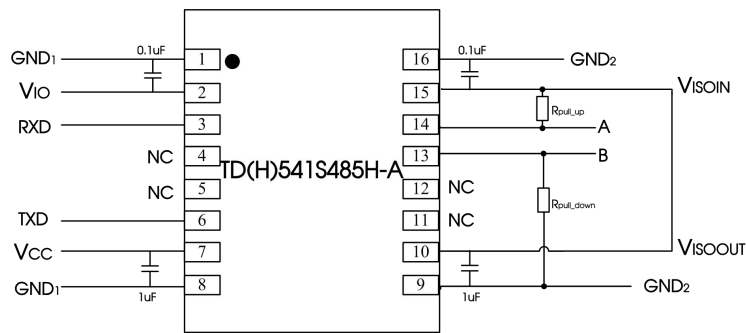 GND1 0.1uF 1 16 0.1uF GND2
VIO 2 15 VISOIN
Rpull_up
RXD 3 14 A
NC 4 13 B
TD(H)541S485H-A
NC 5 12 NC
Rpull_down
TXD 6 11 NC
VCC 7 10 VISOOUT
GND1 1uF 8 9 1uF GND2